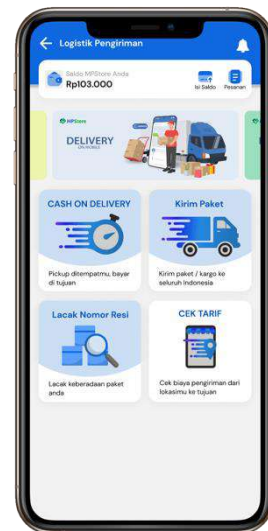 Logistik Pengiriman
Saldo MPStore Anda
Rp103.000
Isi Saldo
Pesanan
MPStore
DELIVERY
CASH ON DELIVERY
Kirim Paket
Pickup ditempatmu, bayar
di tujuan
Kirim paket / kargo ke
seluruh Indonesia
Lacak Nomor Resi
CEK TARIF
Lacak keberadaan paket
anda
Cek biaya pengiriman dari
lokasimu ke tujuan